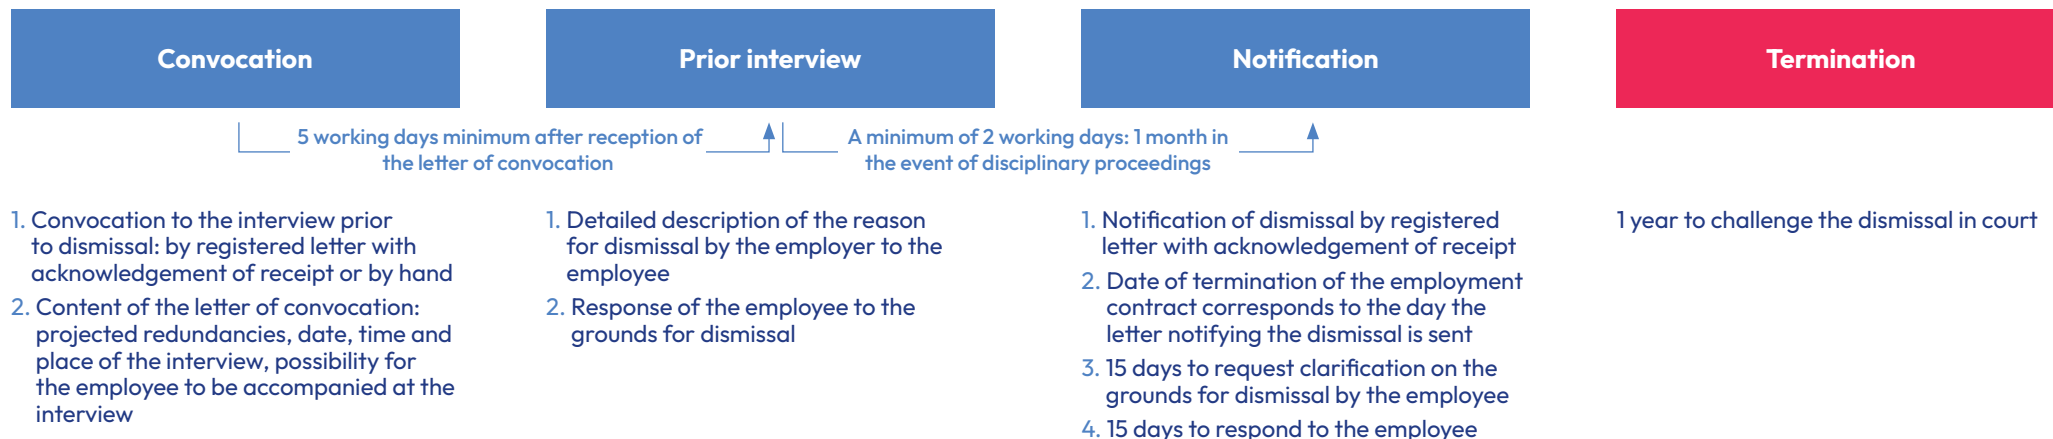 Convocation
Prior interview
Notification
Termination
5 working days minimum after reception of
the letter of convocation
A minimum of 2 working days: 1 month in
the event of disciplinary proceedings
1. Convocation to the interview prior
to dismissal: by registered letter with
acknowledgement of receipt or by hand
2. Content of the letter of convocation:
projected redundancies, date, time and
place of the interview, possibility for
the employee to be accompanied at the
interview
1. Detailed description of the reason
for dismissal by the employer to the
employee
2. Response of the employee to the
grounds for dismissal
1. Notification of dismissal by registered
letter with acknowledgement of receipt
2. Date of termination of the employment
contract corresponds to the day the
letter notifying the dismissal is sent
3. 15 days to request clarification on the
grounds for dismissal by the employee
4. 15 days to respond to the employee
1 year to challenge the dismissal in court